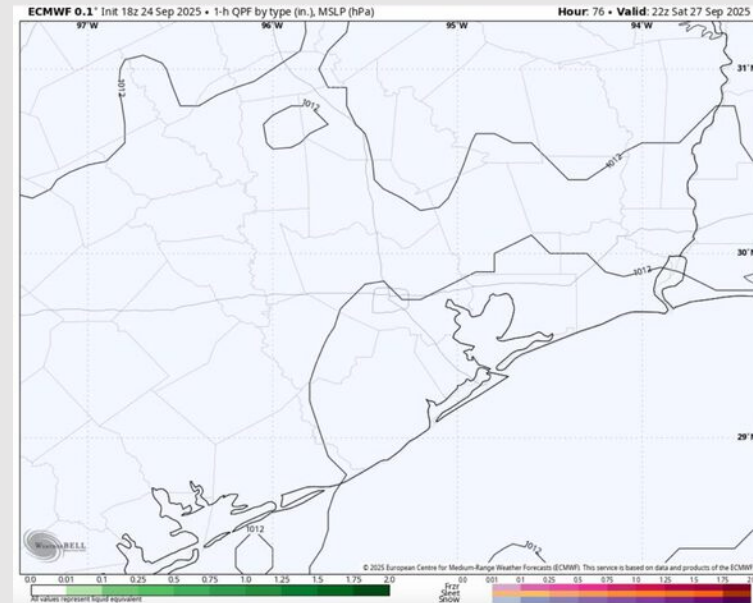 ECMWF 0.1° Init 18z 24 Sep 2025 • 1-h QPF by type (in.), MSLP (hPa) Hour: 76 • Valid: 22z Sat 27 Sep 2025
97°W 96°W 95°W 94°W
31°N
1012
1012
1012
30°N
1012
29°N
1012
1012
WeatherBELL
© 2025 European Centre for Medium-Range Weather Forecasts (ECMWF). This service is based on data and products of the ECMWF
0.0 0.01 0.1 0.25 0.5 0.75 1.0 1.25 1.5 1.75 2.0
All values represent liquid equivalent
0.0 0.01 0.1 0.25 0.5 0.75 1.0 1.25 1.5
Frzr
Sleet
Snow